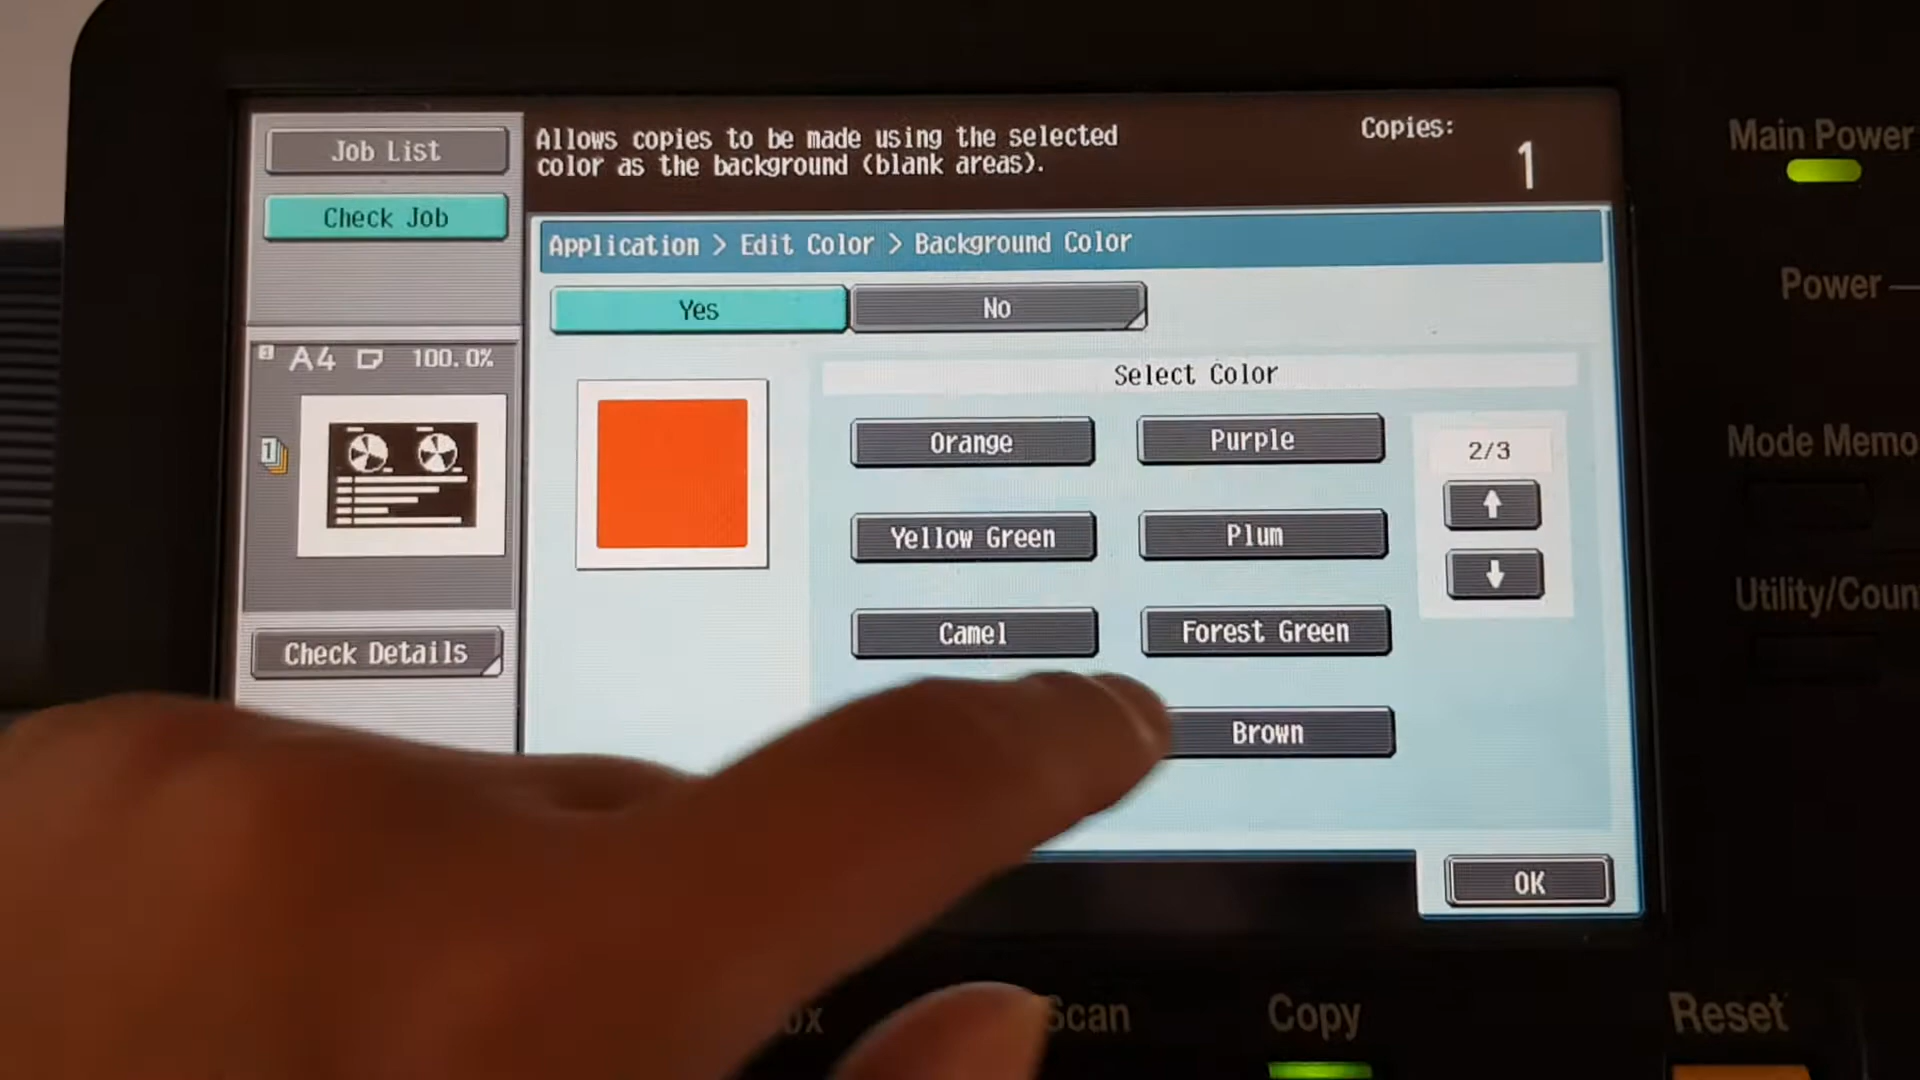 Job List
Check Job
A4 100.0%
1
Check Details
Allows copies to be made using the selected
color as the background (blank areas).
Copies:
1
Application > Edit Color > Background Color
Yes
No
Select Color
Orange
Purple
Yellow Green
Plum
Camel
Forest Green
Brown
2/3
OK
Main Power
Power
Mode Memo
Utility/Coun
ox
Scan
Copy
Reset